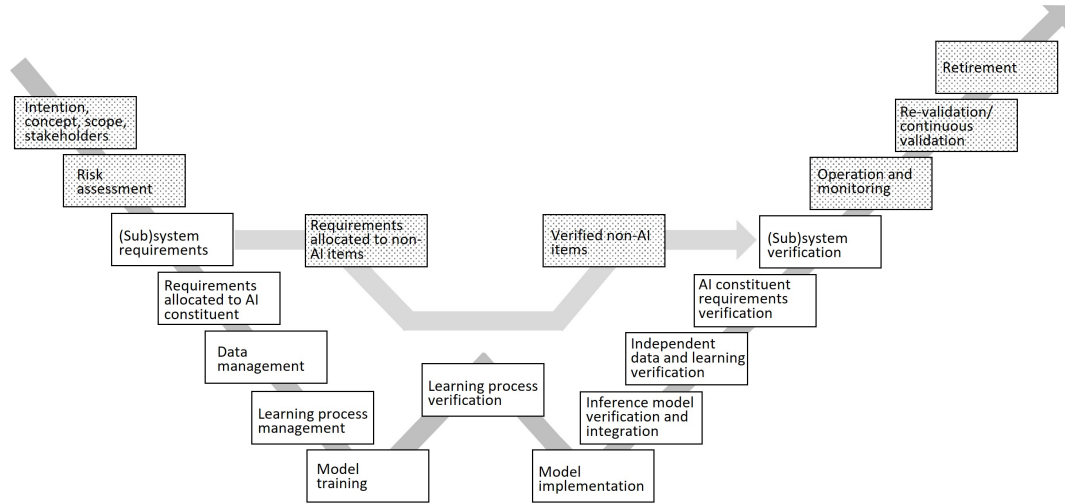 Intention,
concept, scope,
stakeholders
Risk
assessment
(Sub)system
requirements
Requirements
allocated to AI
constituent
Data
management
Learning process
management
Model
training
Learning process
verification
Requirements
allocated to non-
AI items
Verified non-AI
items
Model
implementation
Inference model
verification and
integration
Independent
data and learning
verification
AI constituent
requirements
verification
(Sub)system
verification
Operation and
monitoring
Re-validation/
continuous
validation
Retirement